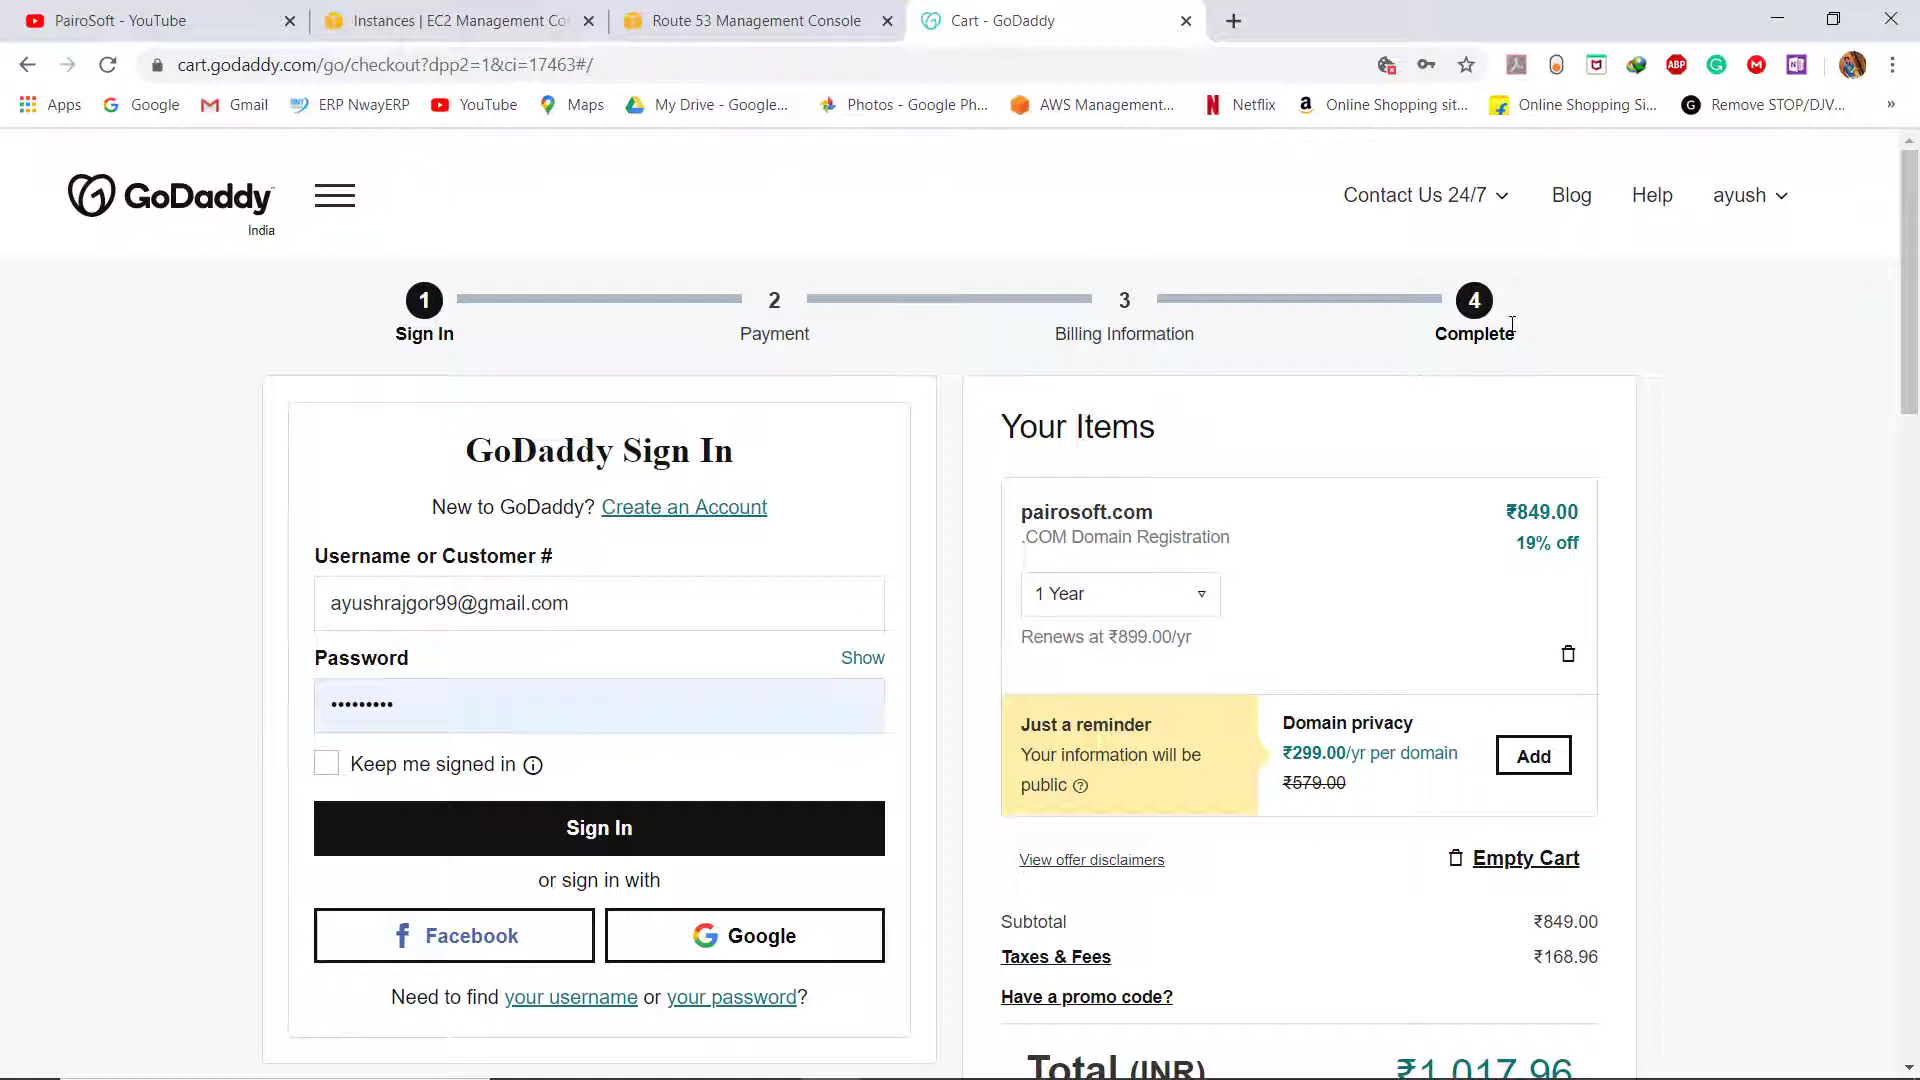 PairoSoft - YouTube
Instances | EC2 Management Co
Route 53 Management Console
Cart - GoDaddy
cart.godaddy.com/go/checkout?dpp2=1&ci=17463#/
ABP
Apps
Google
Gmail
ERP NwayERP
YouTube
Maps
My Drive - Google...
Photos - Google Ph...
AWS Management...
Netflix
Online Shopping sit...
Online Shopping Si...
Remove STOP/DJV...
»
GoDaddy
India
Contact Us 24/7
Blog
Help
ayush
1
2
3
4
Sign In
Payment
Billing Information
Complete
GoDaddy Sign In
New to GoDaddy? Create an Account
Username or Customer #
ayushrajgor99@gmail.com
Password
Show
•••••••••
Keep me signed in
Sign In
or sign in with
Facebook
Google
Need to find your username or your password?
Your Items
pairosoft.com
₹849.00
.COM Domain Registration
19% off
1 Year
Renews at ₹899.00/yr
Just a reminder
Your information will be
public
Domain privacy
₹299.00/yr per domain
₹579.00
Add
View offer disclaimers
Empty Cart
Subtotal
₹849.00
Taxes & Fees
₹168.96
Have a promo code?
Total (INR)
₹1,017.96